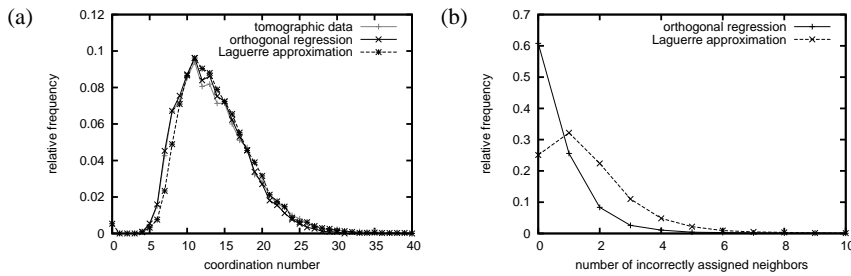 (a)
0.12
0.1
0.08
0.06
0.04
0.02
0
relative frequency
tomographic data
orthogonal regression
Laguerre approximation
0 5 10 15 20 25 30 35 40
coordination number
(b)
0.7
0.6
0.5
0.4
0.3
0.2
0.1
0
relative frequency
orthogonal regression
Laguerre approximation
0 2 4 6 8 10
number of incorrectly assigned neighbors